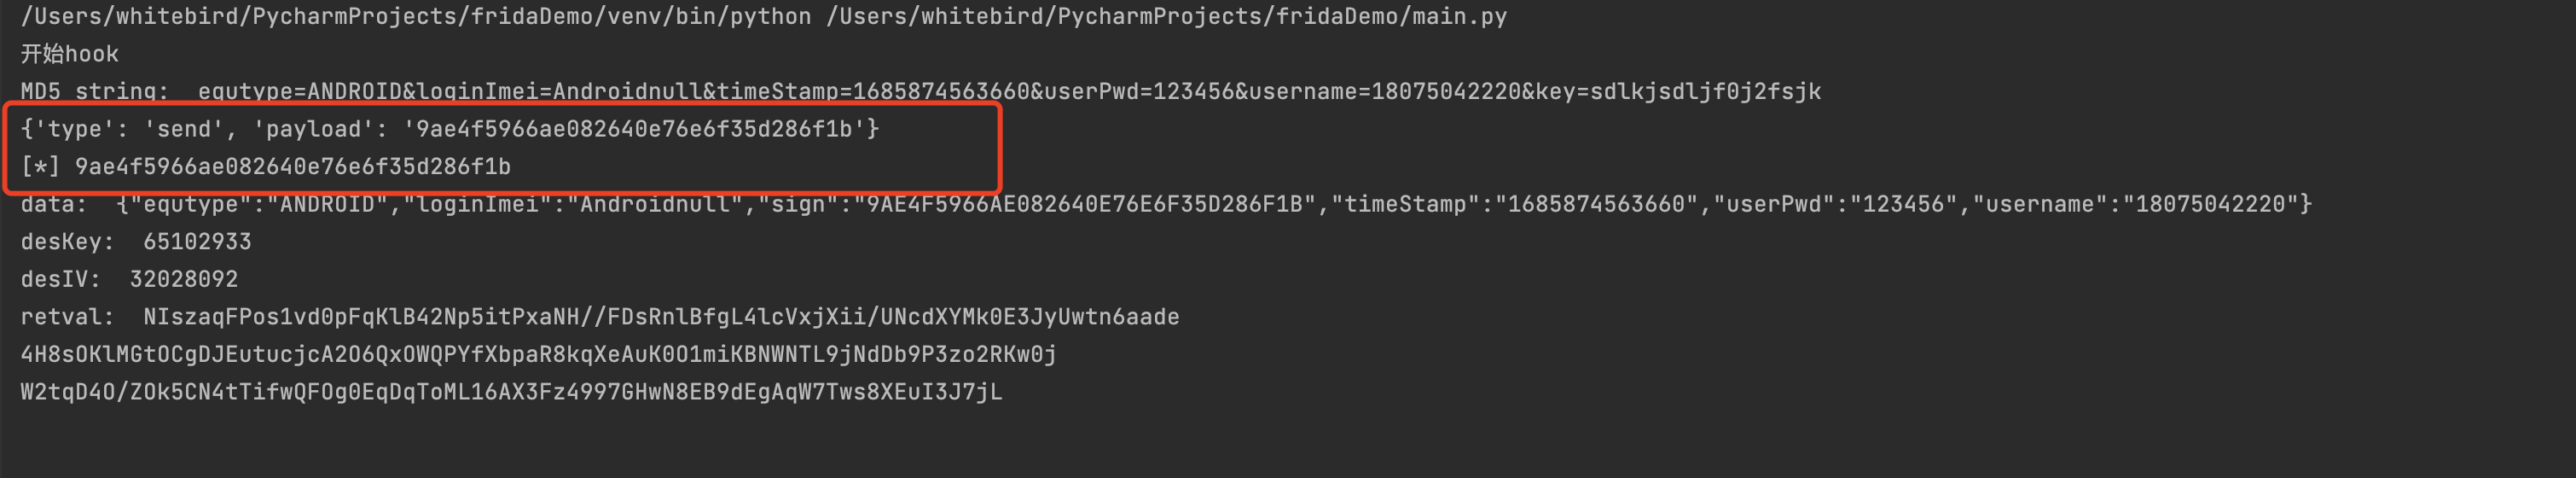 /Users/whitebird/PycharmProjects/fridaDemo/venv/bin/python /Users/whitebird/PycharmProjects/fridaDemo/main.py
开始hook
MD5 string:  equtype=ANDROID&loginImei=Androidnull&timeStamp=1685874563660&userPwd=123456&username=18075042220&key=sdlkjsdljf0j2fsjk
{'type': 'send', 'payload': '9ae4f5966ae082640e76e6f35d286f1b'}
[*] 9ae4f5966ae082640e76e6f35d286f1b
data:  {"equtype":"ANDROID","loginImei":"Androidnull","sign":"9AE4F5966AE082640E76E6F35D286F1B","timeStamp":"1685874563660","userPwd":"123456","username":"18075042220"}
desKey:  65102933
desIV:  32028092
retval:  NIszaqFPos1vd0pFqKlB42Np5itPxaNH//FDsRnlBfgL4lcVxjXii/UNcdXYMk0E3JyUwtn6aade
4H8sOKlMGtOCgDJEutucjcA2O6QxOWQPYfXbpaR8kqXeAuK0O1miKBNWNTL9jNdDb9P3zo2RKw0j
W2tqD4O/ZOk5CN4tTifwQFOg0EqDqToML16AX3Fz4997GHwN8EB9dEgAqW7Tws8XEuI3J7jL